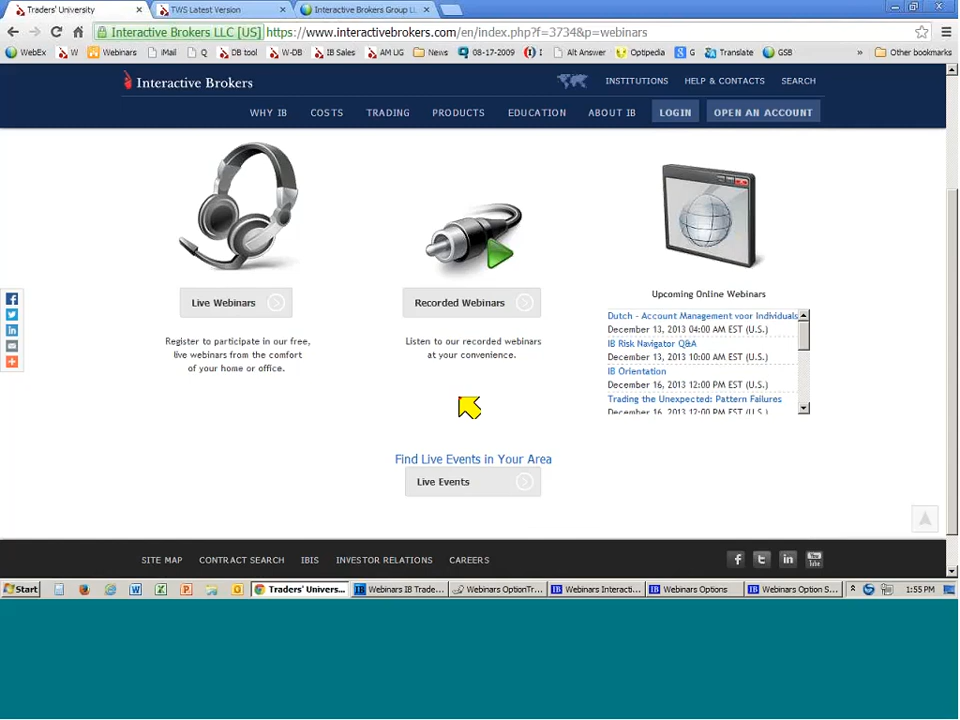 Traders' University
TWS Latest Version
Interactive Brokers Group L
Interactive Brokers LLC [US] https://www.interactivebrokers.com/en/index.php?f=3734&p=webinars
WebEx W Webinars iMail Q DB tool W-DB IB Sales AM UG News 08-17-2009 Alt Answer Optipedia G Translate GSB » Other bookmarks
Interactive Brokers
INSTITUTIONS HELP & CONTACTS SEARCH
WHY IB COSTS TRADING PRODUCTS EDUCATION ABOUT IB LOGIN OPEN AN ACCOUNT
Live Webinars
Register to participate in our free,
live webinars from the comfort
of your home or office.
Recorded Webinars
Listen to our recorded webinars
at your convenience.
Upcoming Online Webinars
Dutch - Account Management voor Individuals
December 13, 2013 04:00 AM EST (U.S.)
IB Risk Navigator Q&A
December 13, 2013 10:00 AM EST (U.S.)
IB Orientation
December 16, 2013 12:00 PM EST (U.S.)
Trading the Unexpected: Pattern Failures
December 16, 2013 12:00 PM EST (U.S.)
Find Live Events in Your Area
Live Events
SITE MAP CONTRACT SEARCH IBIS INVESTOR RELATIONS CAREERS
Start Traders' Univers... Webinars IB Trade... Webinars OptionTr... Webinars Interacti... Webinars Options Webinars Option S... 1:55 PM